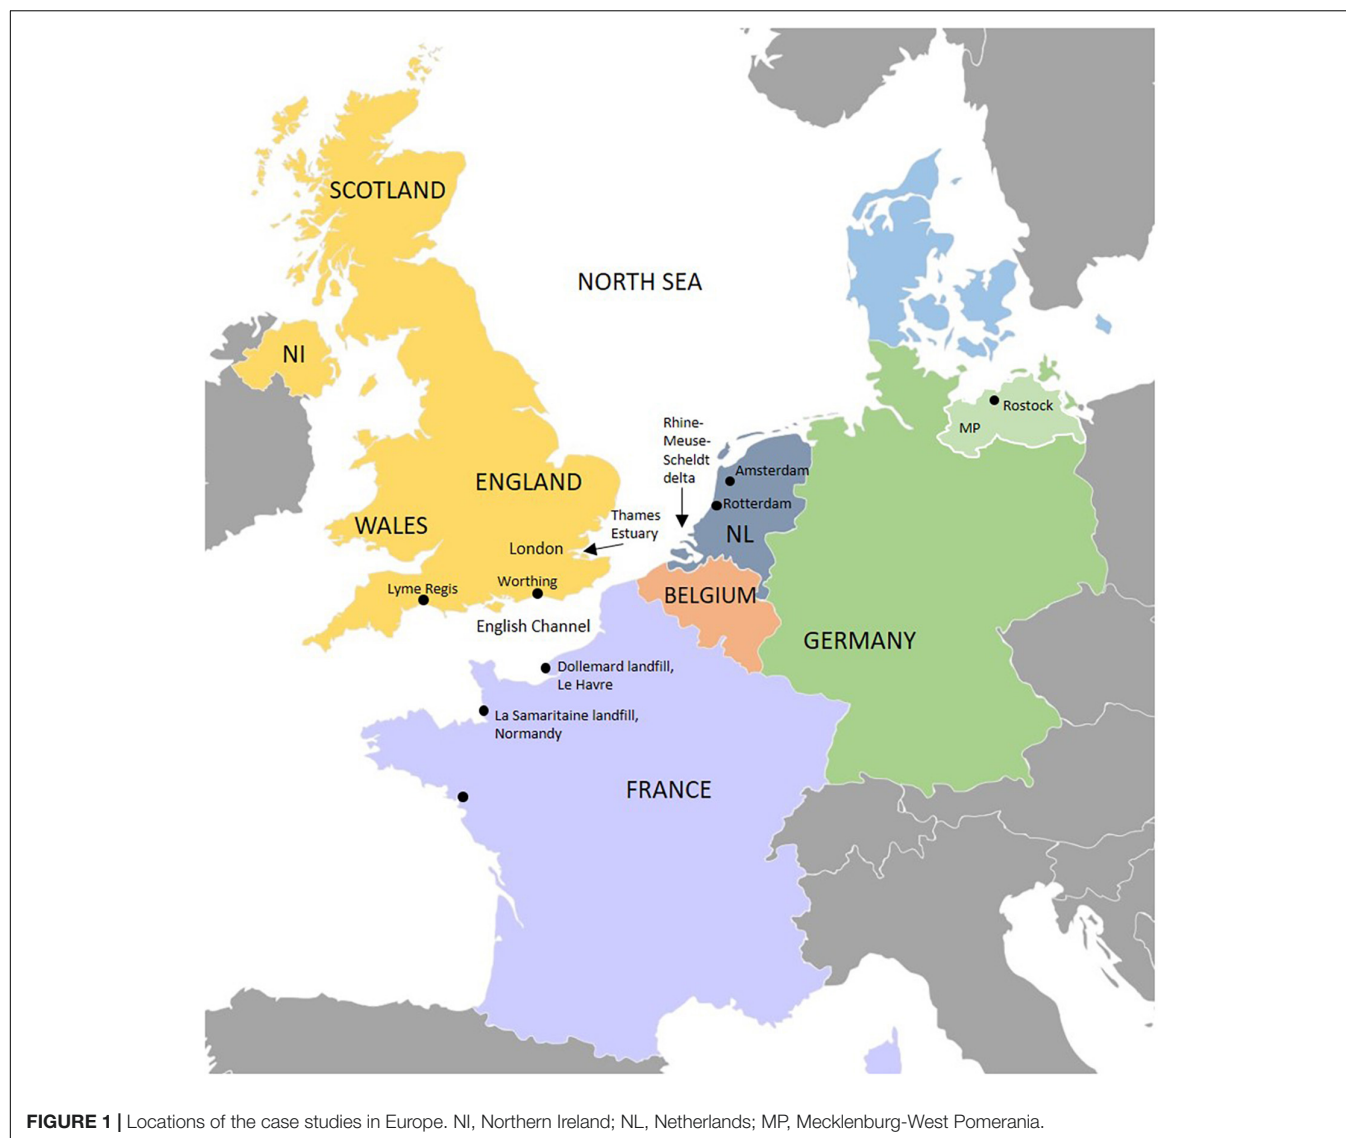 SCOTLAND
NORTH SEA
NI
Rostock
MP
Rhine-
Meuse-
Scheldt
delta
Amsterdam
Rotterdam
ENGLAND
WALES
Thames
Estuary
NL
London
Lyme Regis
Worthing
BELGIUM
English Channel
GERMANY
Dollemard landfill,
Le Havre
La Samaritaine landfill,
Normandy
FRANCE
FIGURE 1 | Locations of the case studies in Europe. NI, Northern Ireland; NL, Netherlands; MP, Mecklenburg-West Pomerania.